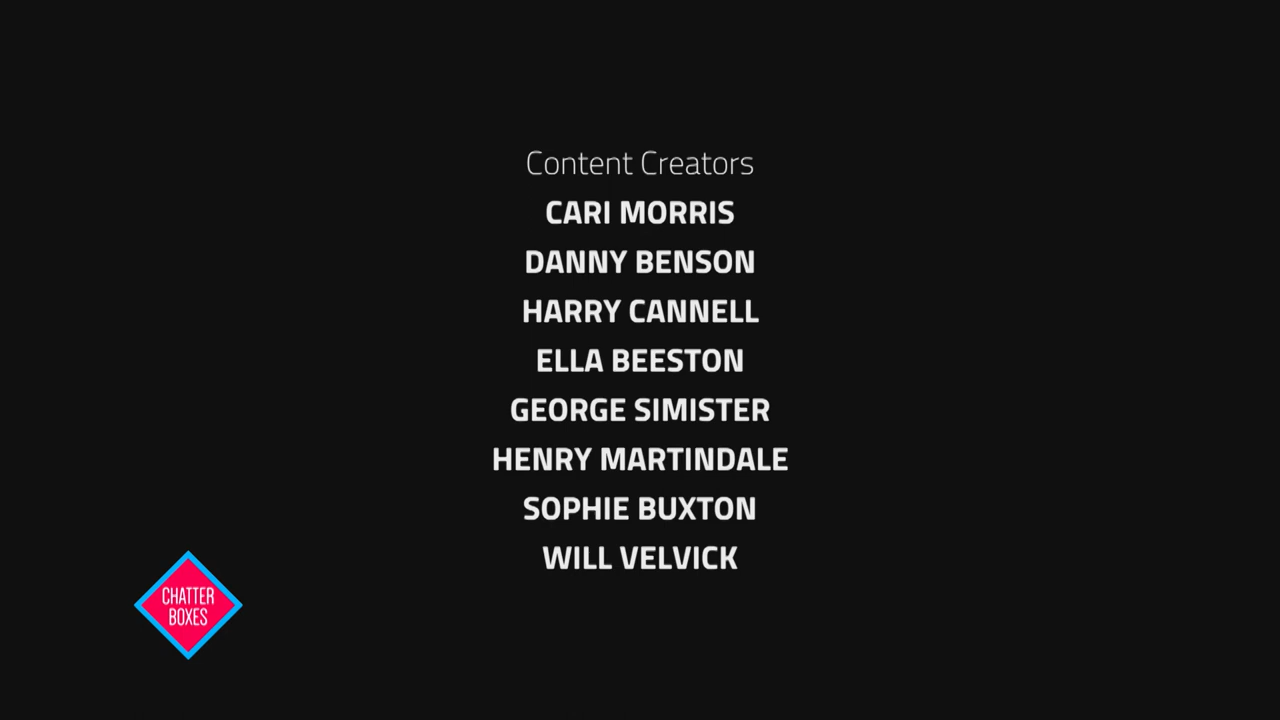 Content Creators
CARI MORRIS
DANNY BENSON
HARRY CANNELL
ELLA BEESTON
GEORGE SIMISTER
HENRY MARTINDALE
SOPHIE BUXTON
WILL VELVICK
CHATTER
BOXES